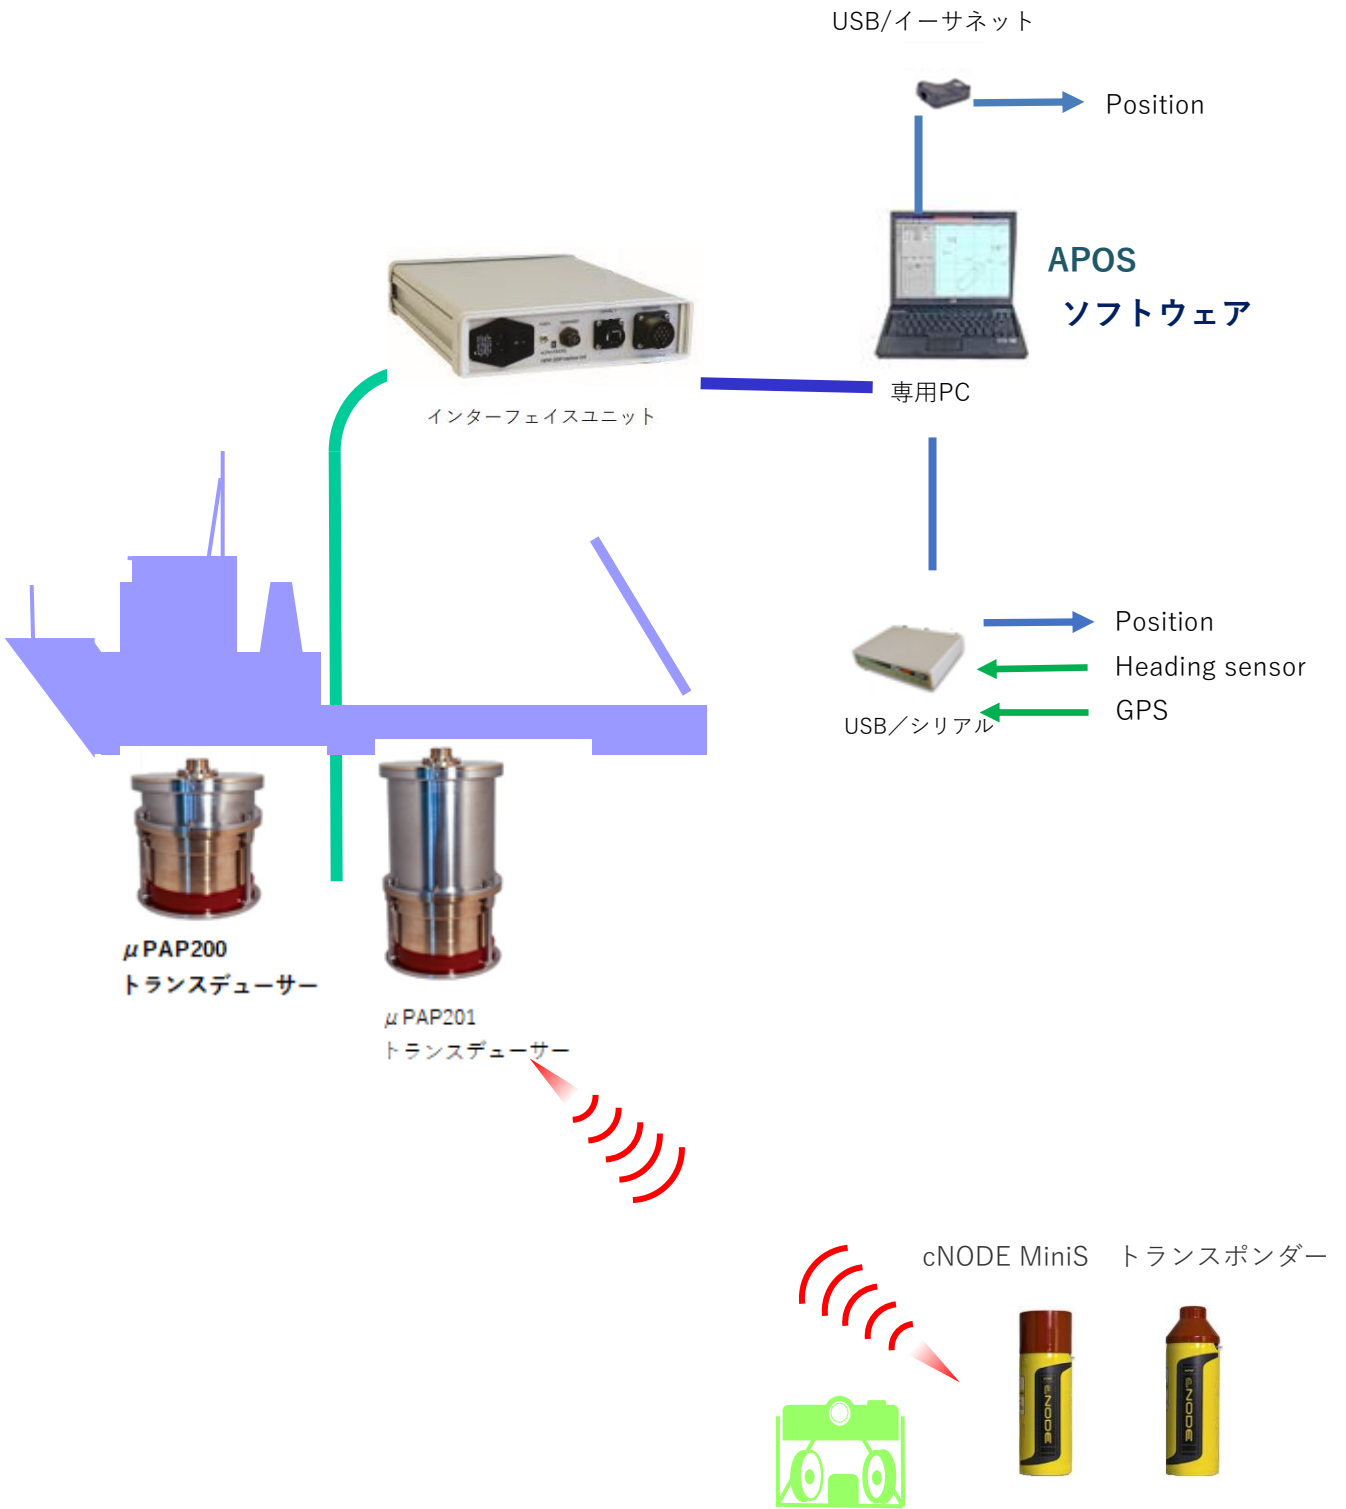 USB/イーサネット
Position
APOS
ソフトウェア
専用PC
インターフェイスユニット
Position
Heading sensor
GPS
USB／シリアル
μPAP200
トランスデューサー
μPAP201
トランスデューサー
cNODE MiniS　トランスポンダー
cNODE
cNODE